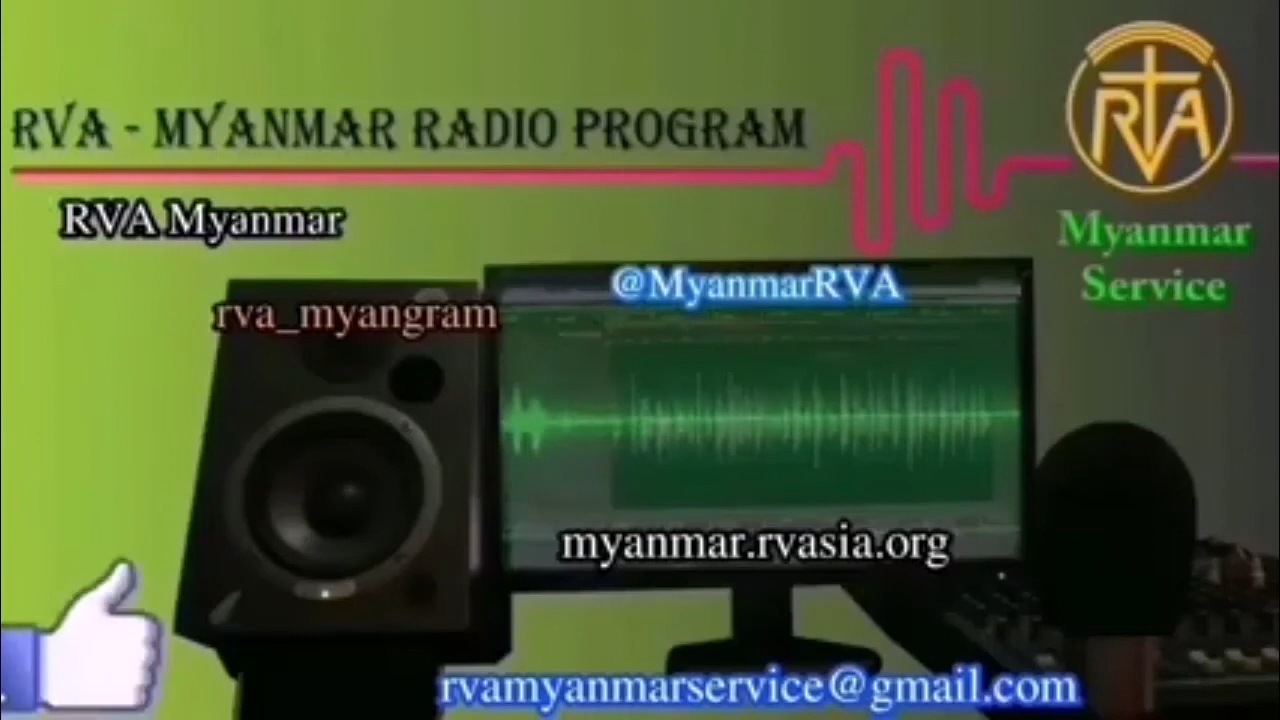 RVA - MYANMAR RADIO PROGRAM
RVA
Myanmar
Service
RVA Myanmar
@MyanmarRVA
rva_myangram
myanmar.rvasia.org
rvamyanmarservice@gmail.com